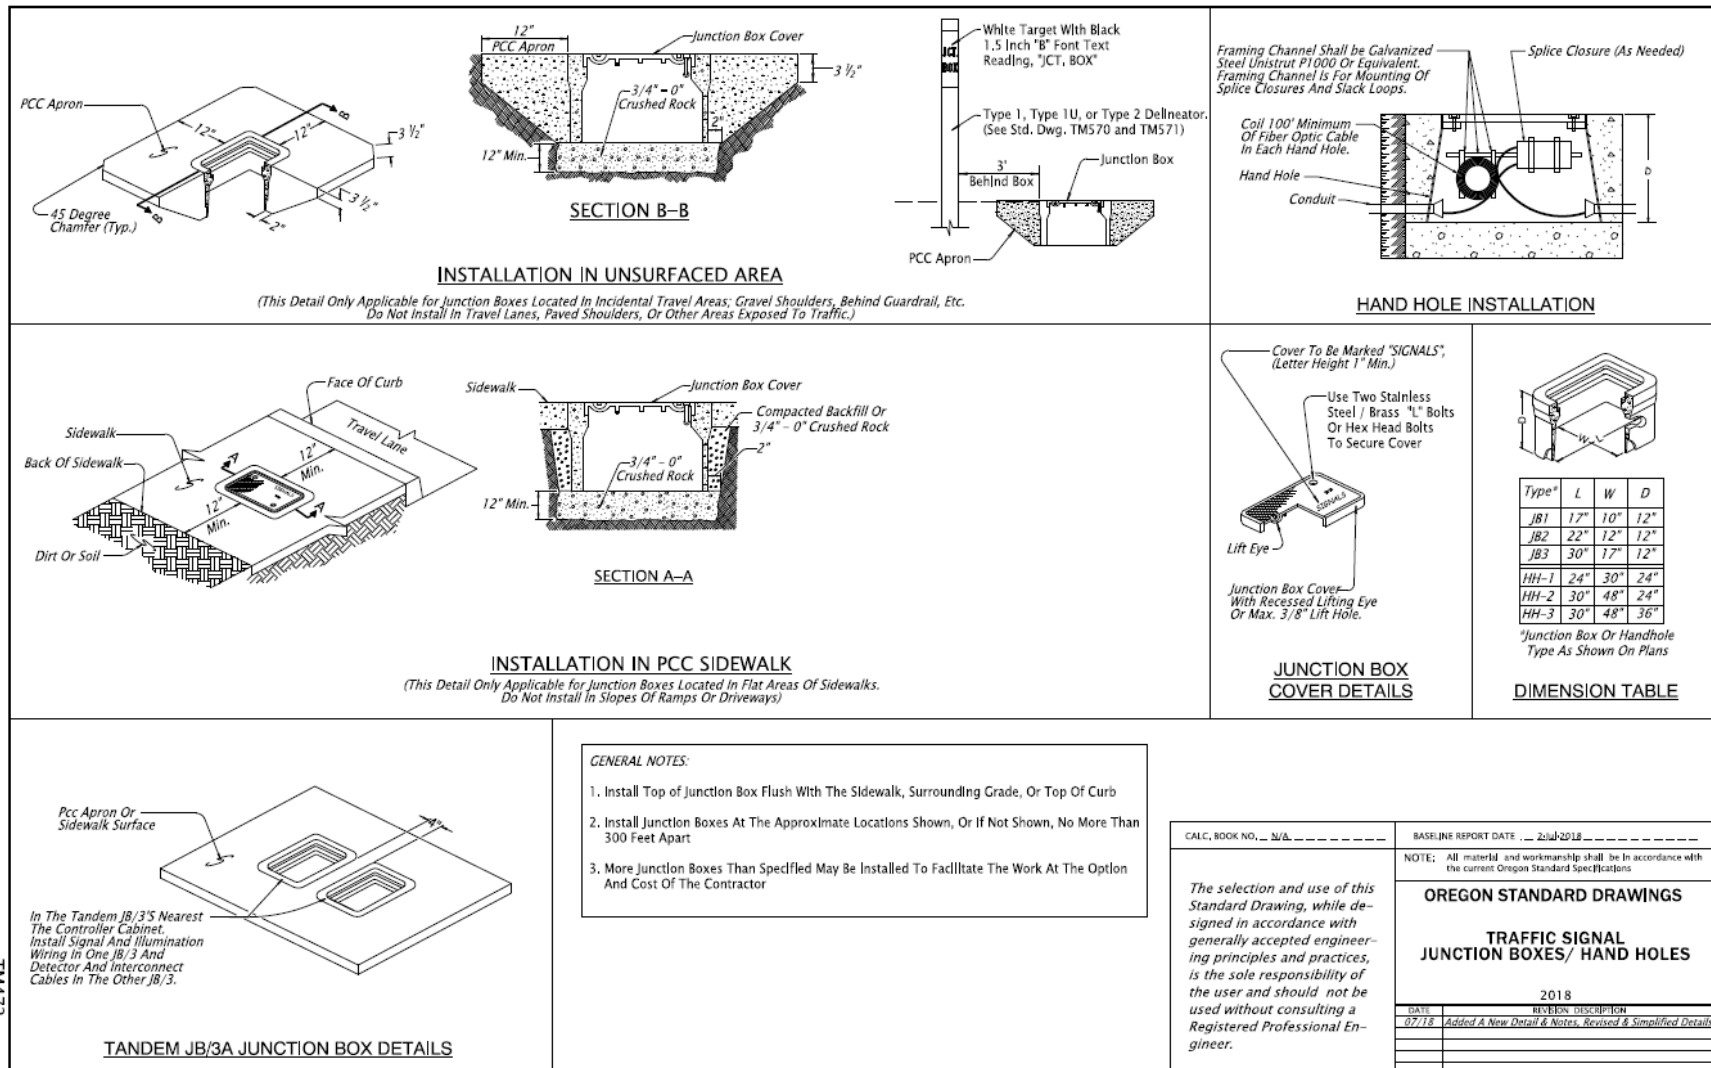 12"
PCC Apron
Junction Box Cover
3 ½"
3/4" - 0"
Crushed Rock
2"
12" Min.
SECTION B-B
PCC Apron
12"
12"
B
B
3 ½"
3 ½"
2"
45 Degree
Chamfer (Typ.)
JCT.
BOX
White Target With Black
1.5 Inch "B" Font Text
Reading, "JCT, BOX"
Type 1, Type 1U, or Type 2 Delineator.
(See Std. Dwg. TM570 and TM571)
3'
Behind Box
Junction Box
PCC Apron
INSTALLATION IN UNSURFACED AREA
(This Detail Only Applicable for Junction Boxes Located In Incidental Travel Areas; Gravel Shoulders, Behind Guardrail, Etc.
Do Not Install In Travel Lanes, Paved Shoulders, Or Other Areas Exposed To Traffic.)
Framing Channel Shall be Galvanized
Steel Unistrut P1000 Or Equivalent.
Framing Channel Is For Mounting Of
Splice Closures And Slack Loops.
Splice Closure (As Needed)
Coil 100' Minimum
Of Fiber Optic Cable
In Each Hand Hole.
Hand Hole
Conduit
D
HAND HOLE INSTALLATION
Face Of Curb
Travel Lane
Sidewalk
Back Of Sidewalk
12"
Min.
A
A
12"
Min.
SIGNALS
Dirt Or Soil
Sidewalk
Junction Box Cover
Compacted Backfill Or
3/4" - 0" Crushed Rock
2"
3/4" - 0"
Crushed Rock
12" Min.
SECTION A-A
INSTALLATION IN PCC SIDEWALK
(This Detail Only Applicable for Junction Boxes Located In Flat Areas Of Sidewalks.
Do Not Install In Slopes Of Ramps Or Driveways)
Cover To Be Marked "SIGNALS",
(Letter Height 1" Min.)
Use Two Stainless
Steel / Brass "L" Bolts
Or Hex Head Bolts
To Secure Cover
SIGNALS
Lift Eye
Junction Box Cover
With Recessed Lifting Eye
Or Max. 3/8" Lift Hole.
JUNCTION BOX
COVER DETAILS
D
W
L
Type* L W D
JB1 17" 10" 12"
JB2 22" 12" 12"
JB3 30" 17" 12"
HH-1 24" 30" 24"
HH-2 30" 48" 24"
HH-3 30" 48" 36"
*Junction Box Or Handhole
Type As Shown On Plans
DIMENSION TABLE
Pcc Apron Or
Sidewalk Surface
4"
In The Tandem JB/3'S Nearest
The Controller Cabinet.
Install Signal And Illumination
Wiring In One JB/3 And
Detector And Interconnect
Cables In The Other JB/3.
TANDEM JB/3A JUNCTION BOX DETAILS
GENERAL NOTES:
1. Install Top of Junction Box Flush With The Sidewalk, Surrounding Grade, Or Top Of Curb
2. Install Junction Boxes At The Approximate Locations Shown, Or If Not Shown, No More Than
300 Feet Apart
3. More Junction Boxes Than Specified May Be Installed To Facilitate The Work At The Option
And Cost Of The Contractor
CALC. BOOK NO. N/A
BASELINE REPORT DATE 2-Jul-2018
NOTE: All material and workmanship shall be in accordance with
the current Oregon Standard Specifications
The selection and use of this
Standard Drawing, while de-
signed in accordance with
generally accepted engineer-
ing principles and practices,
is the sole responsibility of
the user and should not be
used without consulting a
Registered Professional En-
gineer.
OREGON STANDARD DRAWINGS
TRAFFIC SIGNAL
JUNCTION BOXES/ HAND HOLES
2018
DATE REVISION DESCRIPTION
07/18 Added A New Detail & Notes, Revised & Simplified Details